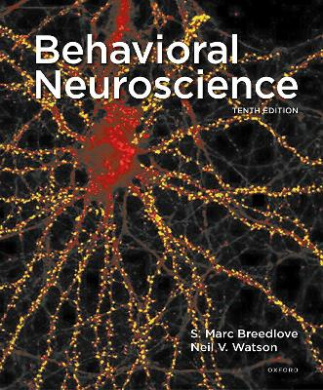 Behavioral
Neuroscience
TENTH EDITION
S. Marc Breedlove
Neil V. Watson
OXFORD